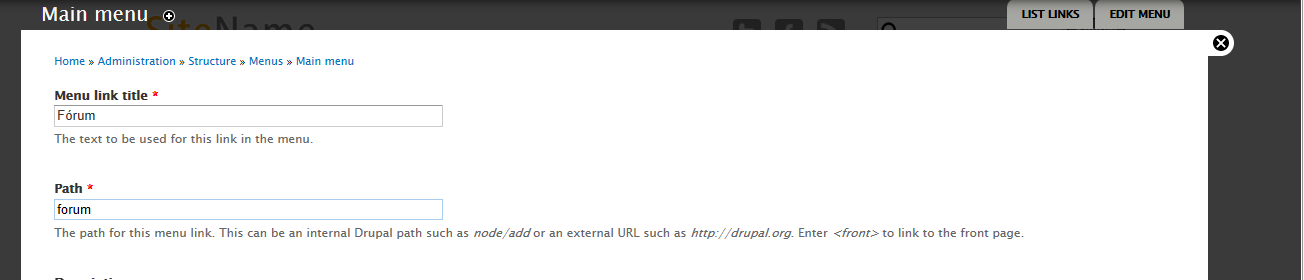 Main menu
SiteName
LIST LINKS
EDIT MENU
Home » Administration » Structure » Menus » Main menu
Menu link title *
Fórum
The text to be used for this link in the menu.
Path *
forum
The path for this menu link. This can be an internal Drupal path such as node/add or an external URL such as http://drupal.org. Enter <front> to link to the front page.